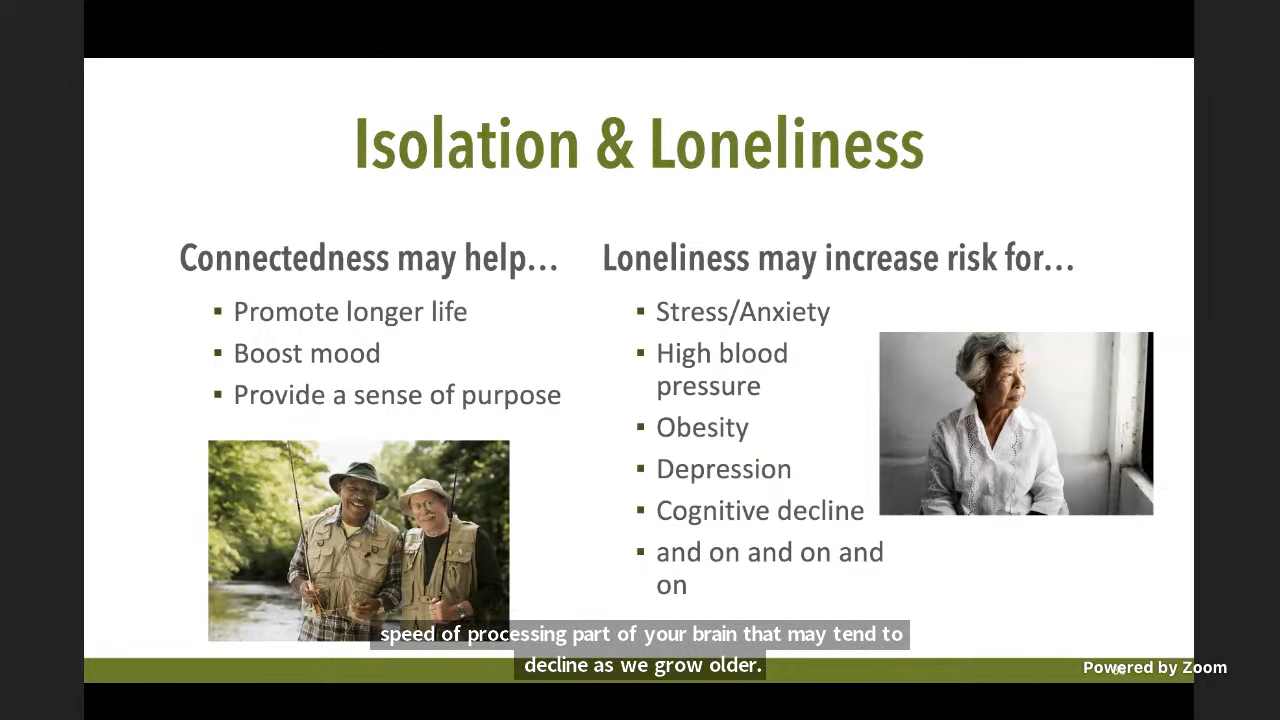 Isolation & Loneliness
Connectedness may help…
▪ Promote longer life
▪ Boost mood
▪ Provide a sense of purpose
Loneliness may increase risk for…
▪ Stress/Anxiety
▪ High blood
pressure
▪ Obesity
▪ Depression
▪ Cognitive decline
▪ and on and on and
on
speed of processing part of your brain that may tend to
decline as we grow older.
Powered by Zoom